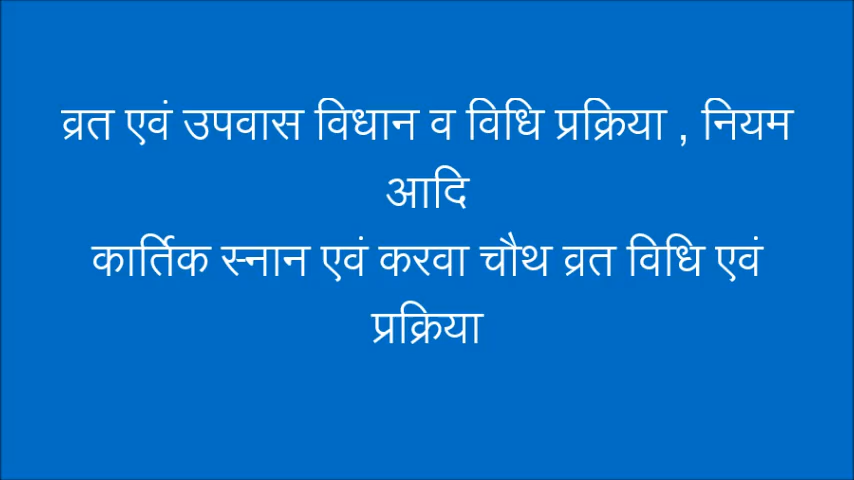 व्रत एवं उपवास विधान व विधि प्रक्रिया , नियम
आदि
कार्तिक स्नान एवं करवा चौथ व्रत विधि एवं
प्रक्रिया